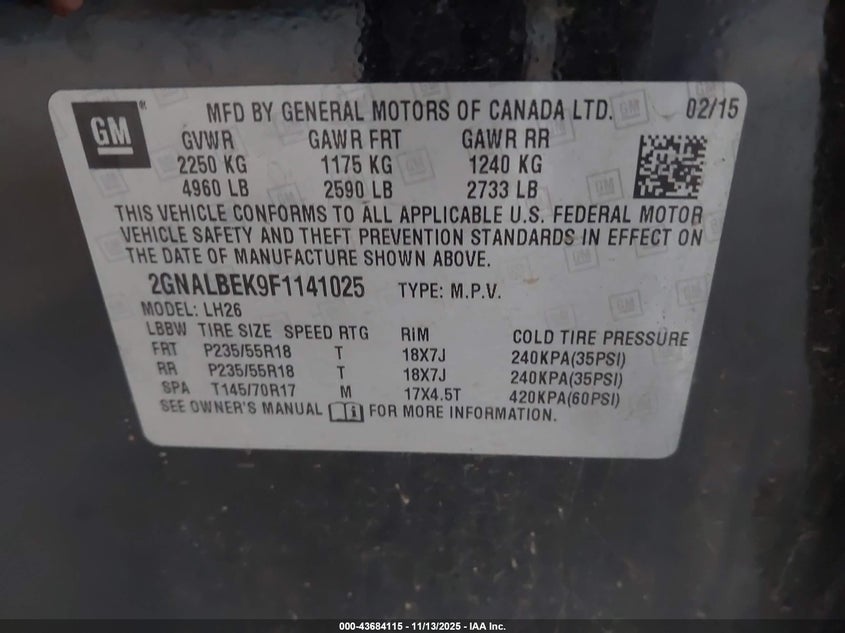 GM ® MFD BY GENERAL MOTORS OF CANADA LTD. 02/15
GVWR GAWR FRT GAWR RR
2250 KG 1175 KG 1240 KG
4960 LB 2590 LB 2733 LB
THIS VEHICLE CONFORMS TO ALL APPLICABLE U.S. FEDERAL MOTOR
VEHICLE SAFETY AND THEFT PREVENTION STANDARDS IN EFFECT ON
THE DATE OF MANUFACTURE SHOWN ABOVE.
2GNALBEK9F1141025 TYPE: M.P.V.
MODEL: LH26
LBBW TIRE SIZE SPEED RTG RiM COLD TIRE PRESSURE
FRT P235/55R18 T 18X7J 240KPA(35PSI)
RR P235/55R18 T 18X7J 240KPA(35PSI)
SPA T145/70R17 M 17X4.5T 420KPA(60PSI)
SEE OWNER'S MANUAL FOR MORE INFORMATION.
000-43684115 - 11/13/2025 - IAA Inc.